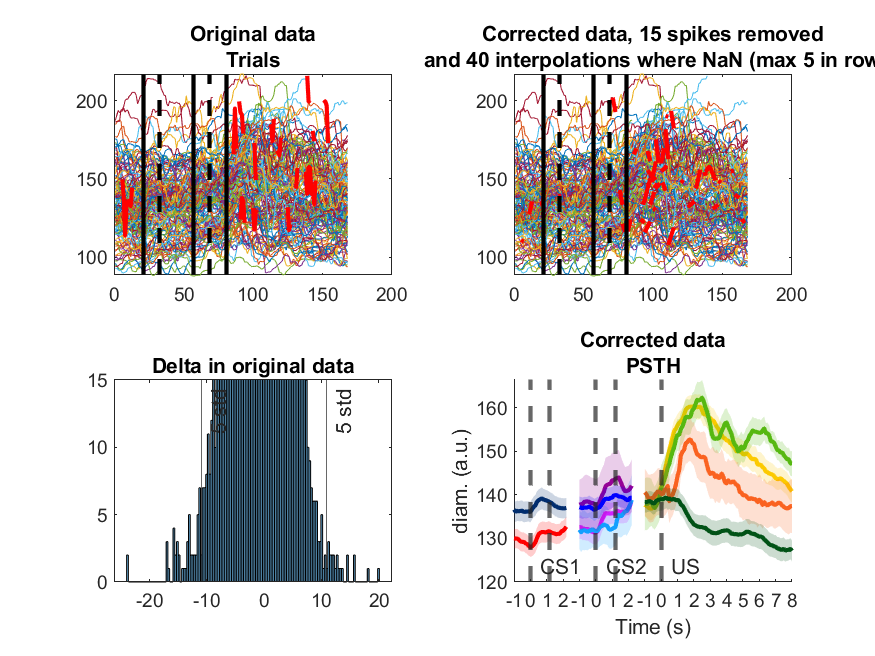 Original data
Trials
200
150
100
0 50 100 150 200
Corrected data, 15 spikes removed
and 40 interpolations where NaN (max 5 in row
200
150
100
0 50 100 150 200
Delta in original data
15
10
5
0
5 std
5 std
-20 -10 0 10 20
Corrected data
PSTH
diam. (a.u.)
160
150
140
130
120
CS1 CS2 US
-1 0 1 2 -1 0 1 2 -1 0 1 2 3 4 5 6 7 8
Time (s)